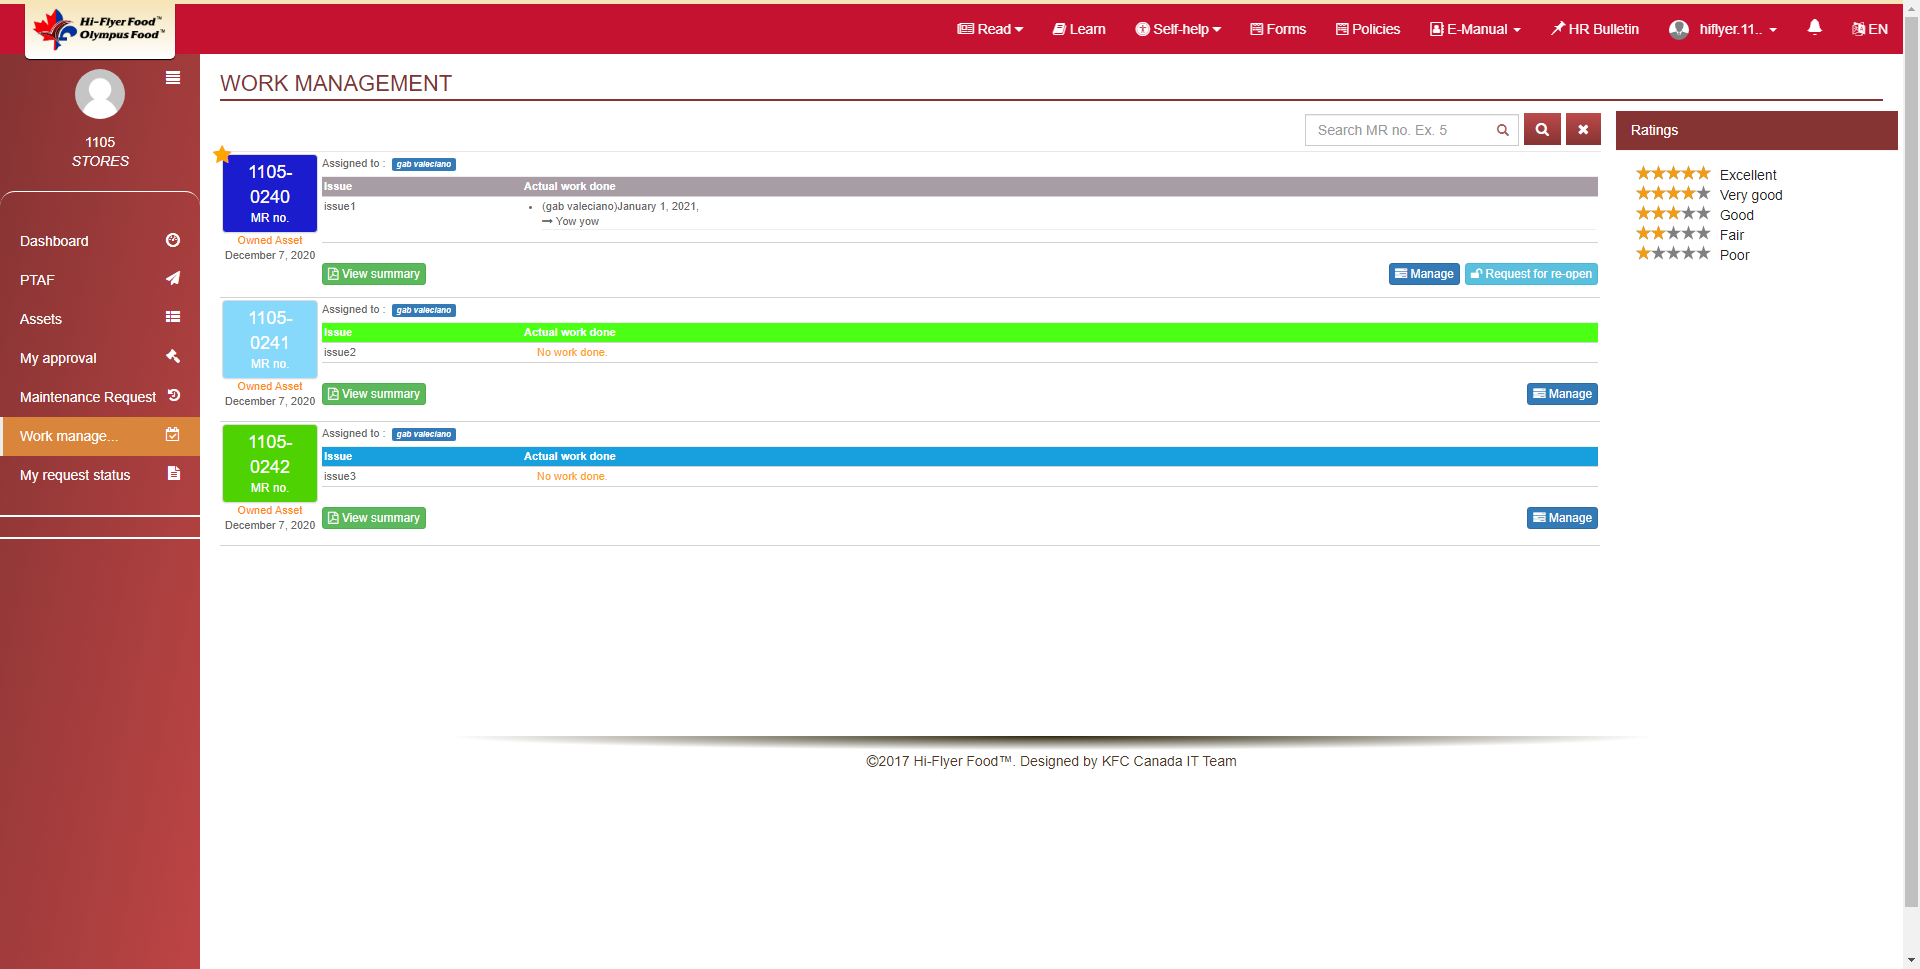 Hi-Flyer Food™
Olympus Food™
Read
Learn
Self-help
Forms
Policies
E-Manual
HR Bulletin
hiflyer.11..
EN
1105
STORES
Dashboard
PTAF
Assets
My approval
Maintenance Request
Work manage...
My request status
WORK MANAGEMENT
Search MR no. Ex. 5
1105-
0240
MR no.
Owned Asset
December 7, 2020
Assigned to : gab valeciano
Issue Actual work done
issue1
(gab valeciano)January 1, 2021,
Yow yow
View summary
Manage
Request for re-open
1105-
0241
MR no.
Owned Asset
December 7, 2020
Assigned to : gab valeciano
Issue Actual work done
issue2 No work done.
View summary
Manage
1105-
0242
MR no.
Owned Asset
December 7, 2020
Assigned to : gab valeciano
Issue Actual work done
issue3 No work done.
View summary
Manage
Ratings
Excellent
Very good
Good
Fair
Poor
©2017 Hi-Flyer Food™. Designed by KFC Canada IT Team